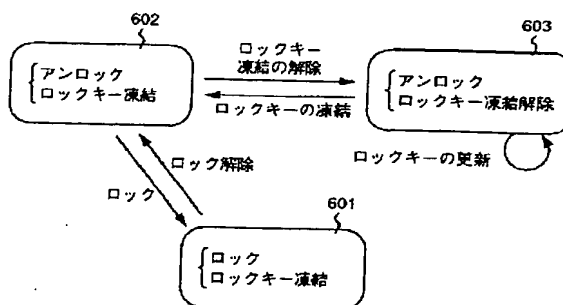 602
アンロック
ロックキー凍結
ロックキー
凍結の解除
ロックキーの凍結
603
アンロック
ロックキー凍結解除
ロックキーの更新
ロック解除
ロック
601
ロック
ロックキー凍結